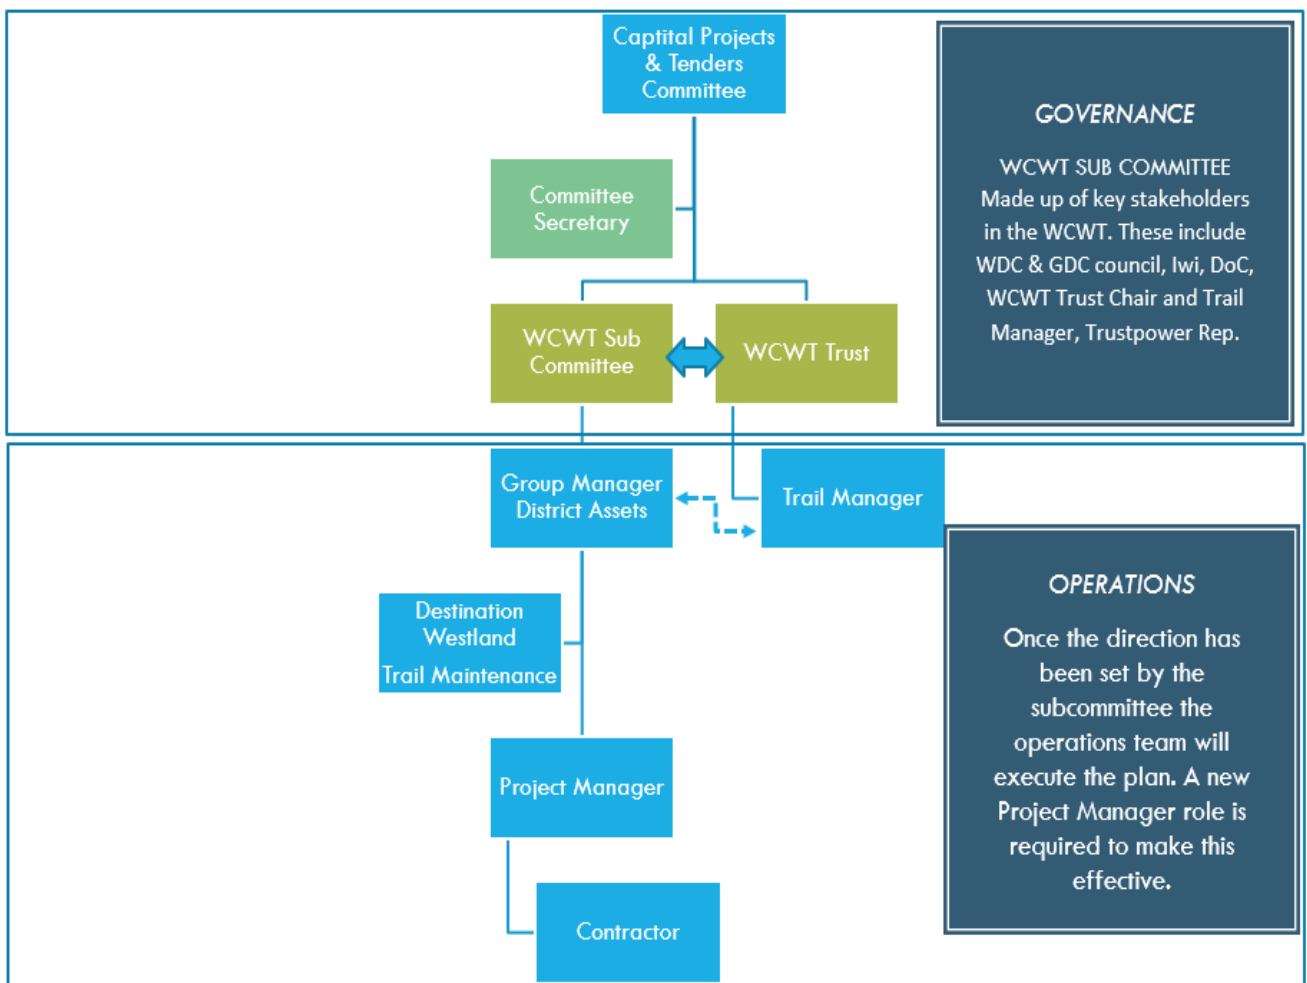 Captital Projects
& Tenders
Committee
Committee
Secretary
WCWT Sub
Committee
WCWT Trust
GOVERNANCE
WCWT SUB COMMITTEE
Made up of key stakeholders
in the WCWT. These include
WDC & GDC council, Iwi, DoC,
WCWT Trust Chair and Trail
Manager, Trustpower Rep.
Group Manager
District Assets
Trail Manager
Destination
Westland
Trail Maintenance
Project Manager
Contractor
OPERATIONS
Once the direction has
been set by the
subcommittee the
operations team will
execute the plan. A new
Project Manager role is
required to make this
effective.